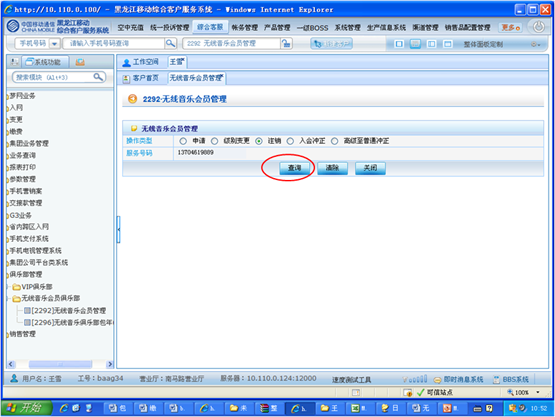 http://10.110.0.100/ - 黑龙江移动综合客户服务系统 - Windows Internet Explorer
中国移动通信 CHINA MOBILE 黑龙江移动 综合客户服务系统 空中充值 统一投诉管理 综合客服 帐务管理 产品管理 一级BOSS 系统管理 生产信息系统 渠道管理 销售品配置管理 更多
手机号码 请输入手机号码查询 2292 无线音乐会员管理 整体面板定制
系统功能 工作空间 王雪
搜索模块 (Alt+3) 客户首页 无线音乐会员管理
梦网业务
入网
变更
缴费
集团业务管理
业务查询
报表打印
参数管理
手机营销案
交接款管理
G3业务
省内跨区入网
手机支付系统
手机电视管理系统
集团公司平台类系统
俱乐部管理
VIP俱乐部
无线音乐会员俱乐部
[2292]无线音乐会员管理
[2296]无线音乐俱乐部包年
销售管理
2292-无线音乐会员管理
无线音乐会员管理
操作类型 申请 级别变更 注销 入会冲正 高级至普通冲正
服务号码 13704619889
查询 清除 关闭
用户名：王雪 工号：baag34 营业厅：南马路营业厅 服务器：10.110.0.124:12000 速度测试工具 即时消息系统 BBS系统
可信站点 100%
开始 10:52